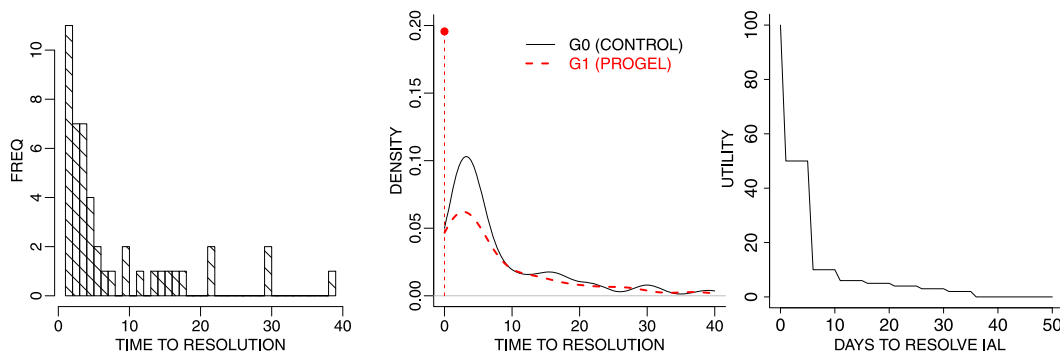 FREQ
10
8
6
4
2
0
0 10 20 30 40
TIME TO RESOLUTION
DENSITY
0.20
0.15
0.10
0.05
0.00
G0 (CONTROL)
G1 (PROGEL)
0 10 20 30 40
TIME TO RESOLUTION
UTILITY
100
80
60
40
20
0
0 10 20 30 40 50
DAYS TO RESOLVE IAL